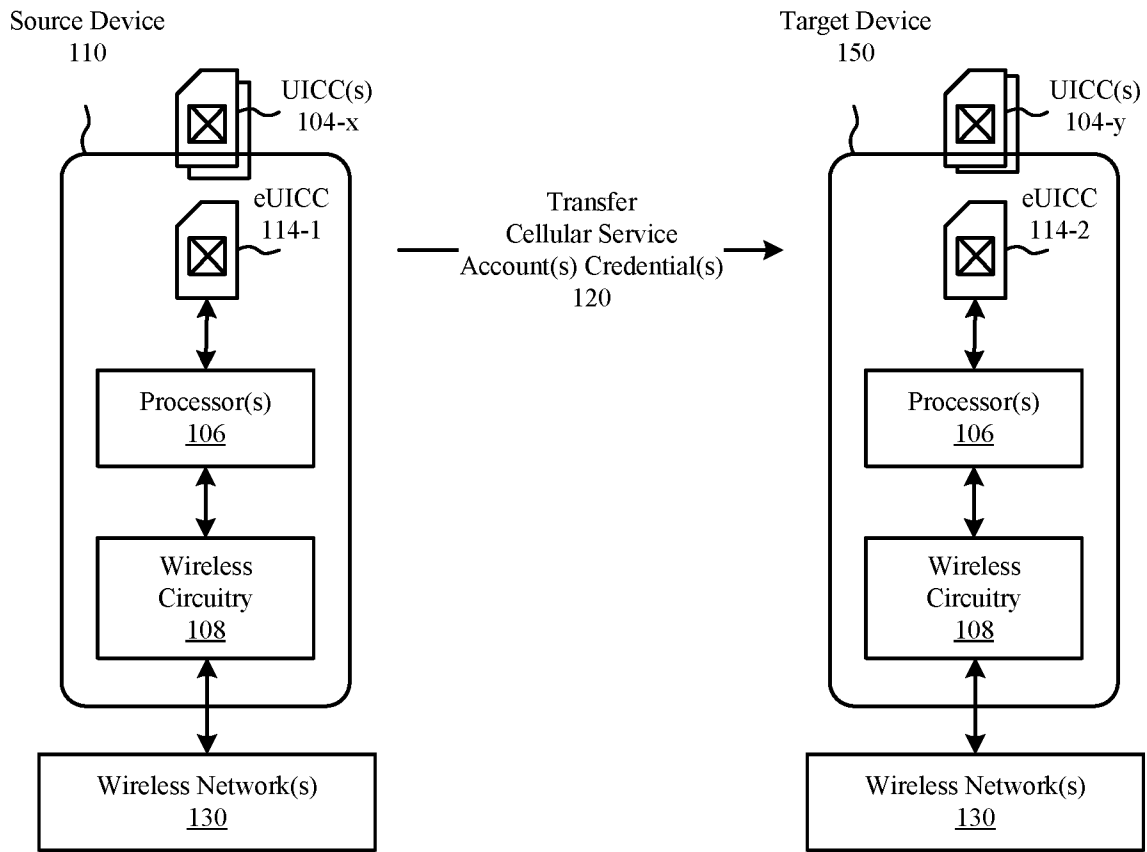 Source Device
110
UICC(s)
104-x
eUICC
114-1
Processor(s)
106
Wireless
Circuitry
108
Wireless Network(s)
130
Transfer
Cellular Service
Account(s) Credential(s)
120
Target Device
150
UICC(s)
104-y
eUICC
114-2
Processor(s)
106
Wireless
Circuitry
108
Wireless Network(s)
130